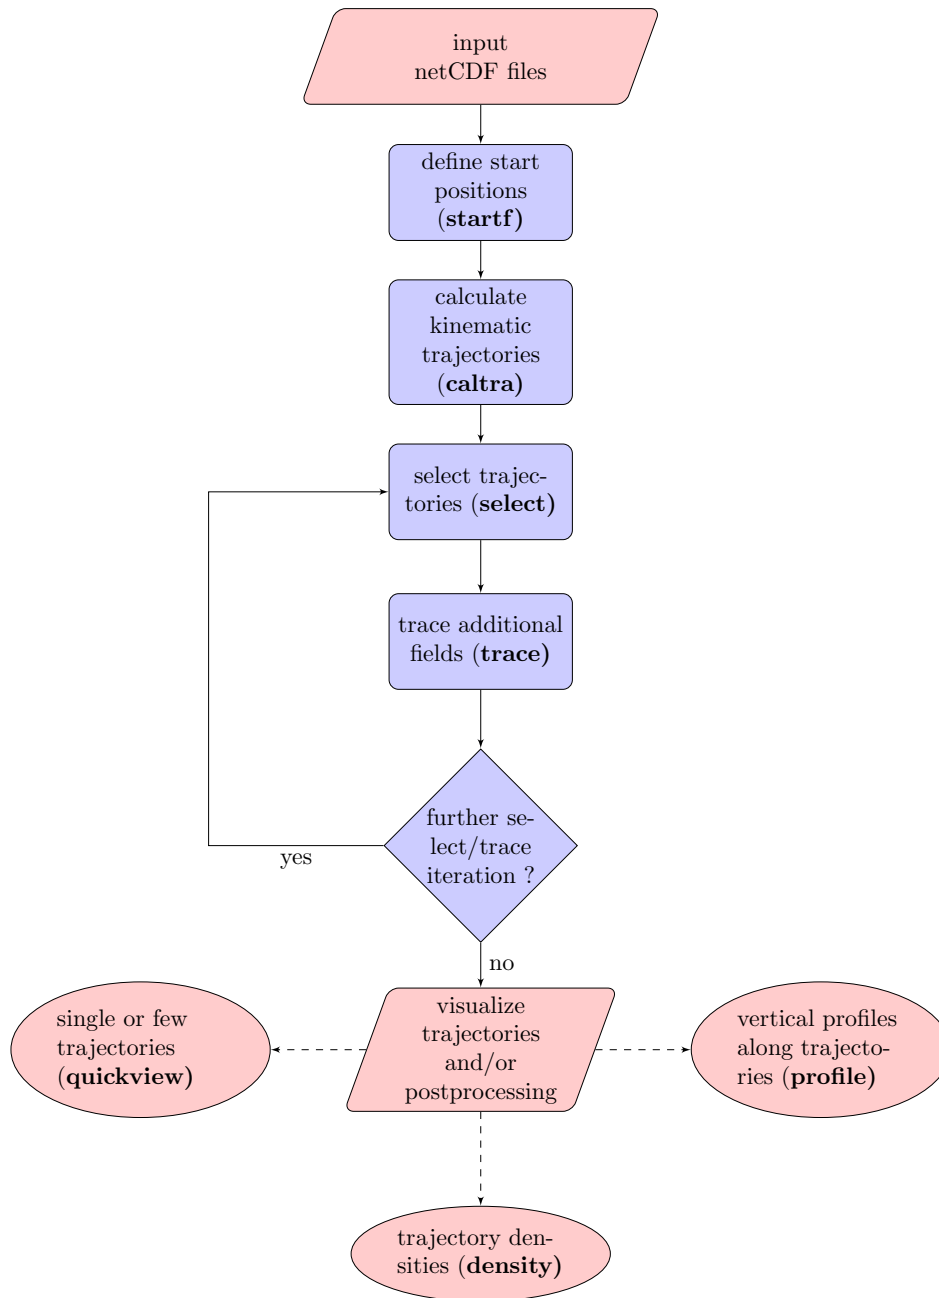 input
netCDF files
define start
positions
(startf)
calculate
kinematic
trajectories
(caltra)
select trajec-
tories (select)
trace additional
fields (trace)
further se-
lect/trace
iteration ?
yes
no
single or few
trajectories
(quickview)
visualize
trajectories
and/or
postprocessing
vertical profiles
along trajecto-
ries (profile)
trajectory den-
sities (density)